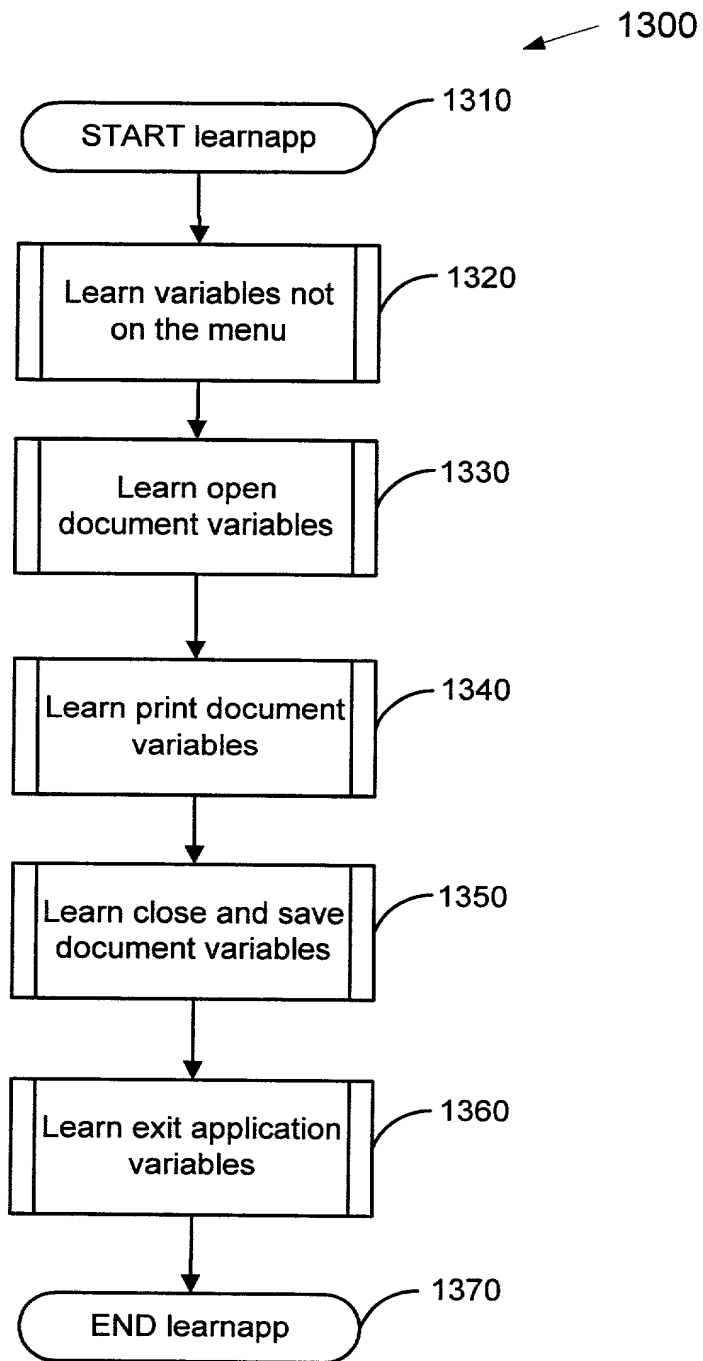 1300
1310
START learnapp
1320
Learn variables not
on the menu
1330
Learn open
document variables
1340
Learn print document
variables
1350
Learn close and save
document variables
1360
Learn exit application
variables
1370
END learnapp